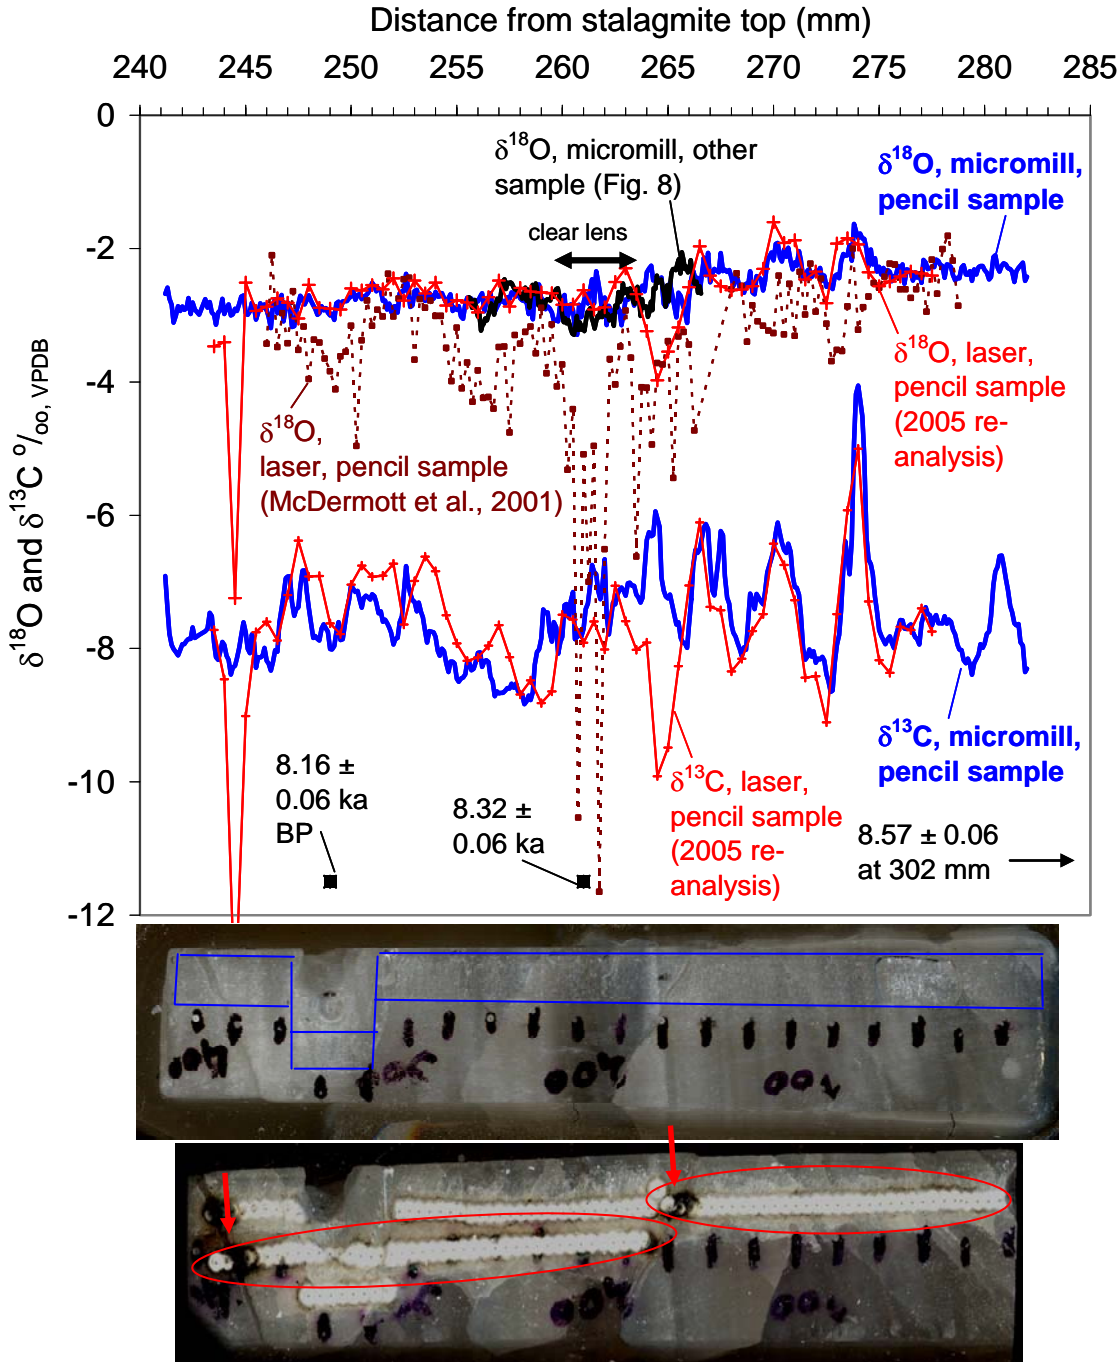 Distance from stalagmite top (mm)
240 245 250 255 260 265 270 275 280 285
0
-2
-4
-6
-8
-10
-12
δ18O and δ13C °/oo, VPDB
δ18O, micromill, other
sample (Fig. 8)
clear lens
δ18O, micromill,
pencil sample
δ18O, laser,
pencil sample
(2005 re-
analysis)
δ18O,
laser, pencil sample
(McDermott et al., 2001)
δ13C, micromill,
pencil sample
δ13C, laser,
pencil sample
(2005 re-
analysis)
8.16 ±
0.06 ka
BP
8.32 ±
0.06 ka
8.57 ± 0.06
at 302 mm